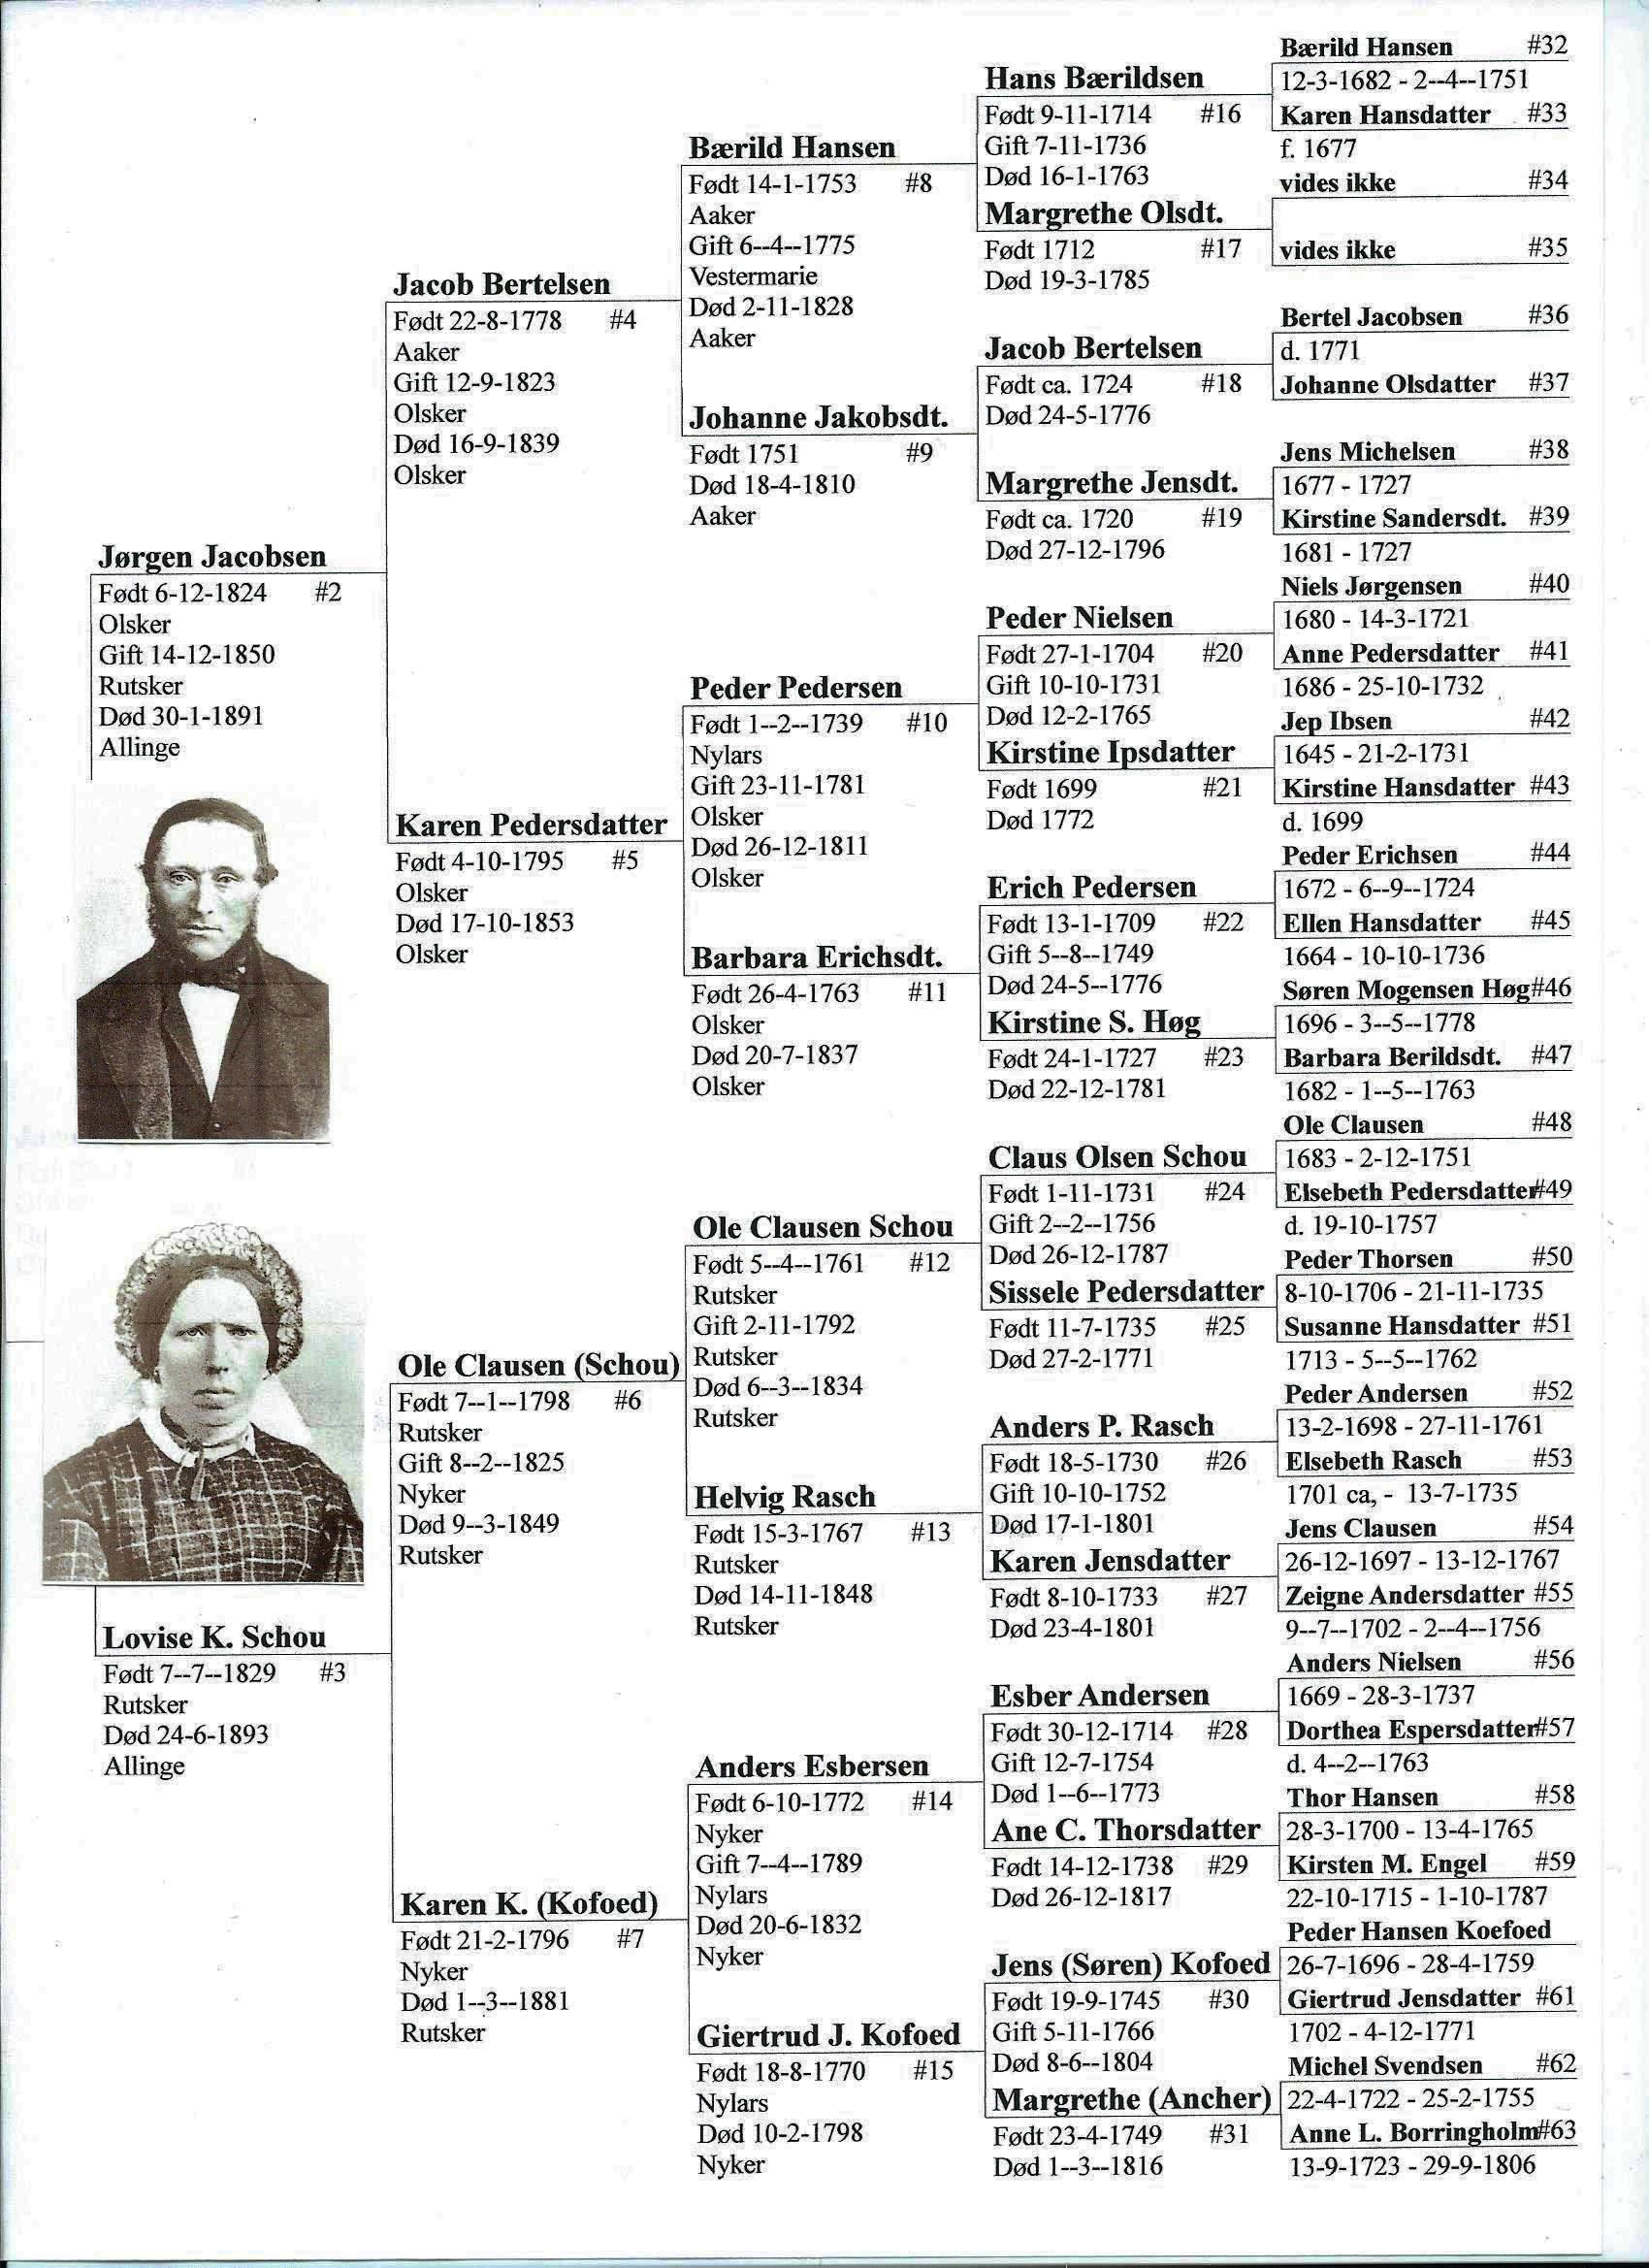 Jørgen Jacobsen
Født 6-12-1824 #2
Olsker
Gift 14-12-1850
Rutsker
Død 30-1-1891
Allinge
Lovise K. Schou
Født 7--7--1829 #3
Rutsker
Død 24-6-1893
Allinge
Jacob Bertelsen
Født 22-8-1778 #4
Aaker
Gift 12-9-1823
Olsker
Død 16-9-1839
Olsker
Karen Pedersdatter
Født 4-10-1795 #5
Olsker
Død 17-10-1853
Olsker
Ole Clausen (Schou)
Født 7--1--1798 #6
Rutsker
Gift 8--2--1825
Nyker
Død 9--3-1849
Rutsker
Karen K. (Kofoed)
Født 21-2-1796 #7
Nyker
Død 1--3--1881
Rutsker
Bærild Hansen
Født 14-1-1753 #8
Aaker
Gift 6--4--1775
Vestermarie
Død 2-11-1828
Aaker
Johanne Jakobsdt.
Født 1751 #9
Død 18-4-1810
Aaker
Peder Pedersen
Født 1--2--1739 #10
Nylars
Gift 23-11-1781
Olsker
Død 26-12-1811
Olsker
Barbara Erichsdt.
Født 26-4-1763 #11
Olsker
Død 20-7-1837
Olsker
Ole Clausen Schou
Født 5--4--1761 #12
Rutsker
Gift 2-11-1792
Rutsker
Død 6--3--1834
Rutsker
Helvig Rasch
Født 15-3-1767 #13
Rutsker
Død 14-11-1848
Rutsker
Anders Esbersen
Født 6-10-1772 #14
Nyker
Gift 7--4--1789
Nylars
Død 20-6-1832
Nyker
Giertrud J. Kofoed
Født 18-8-1770 #15
Nylars
Død 10-2-1798
Nyker
Hans Bærildsen
Født 9-11-1714 #16
Gift 7-11-1736
Død 16-1-1763
Margrethe Olsdt.
Født 1712 #17
Død 19-3-1785
Jacob Bertelsen
Født ca. 1724 #18
Død 24-5-1776
Margrethe Jensdt.
Født ca. 1720 #19
Død 27-12-1796
Peder Nielsen
Født 27-1-1704 #20
Gift 10-10-1731
Død 12-2-1765
Kirstine Ipsdatter
Født 1699 #21
Død 1772
Erich Pedersen
Født 13-1-1709 #22
Gift 5--8--1749
Død 24-5--1776
Kirstine S. Høg
Født 24-1-1727 #23
Død 22-12-1781
Claus Olsen Schou
Født 1-11-1731 #24
Gift 2--2--1756
Død 26-12-1787
Sissele Pedersdatter
Født 11-7-1735 #25
Død 27-2-1771
Anders P. Rasch
Født 18-5-1730 #26
Gift 10-10-1752
Død 17-1-1801
Karen Jensdatter
Født 8-10-1733 #27
Død 23-4-1801
Esber Andersen
Født 30-12-1714 #28
Gift 12-7-1754
Død 1--6--1773
Ane C. Thorsdatter
Født 14-12-1738 #29
Død 26-12-1817
Jens (Søren) Kofoed
Født 19-9-1745 #30
Gift 5-11-1766
Død 8-6--1804
Margrethe (Ancher)
Født 23-4-1749 #31
Død 1--3--1816
Bærild Hansen #32
12-3-1682 - 2--4--1751
Karen Hansdatter #33
f. 1677
vides ikke #34
vides ikke #35
Bertel Jacobsen #36
d. 1771
Johanne Olsdatter #37
Jens Michelsen #38
1677 - 1727
Kirstine Sandersdt. #39
1681 - 1727
Niels Jørgensen #40
1680 - 14-3-1721
Anne Pedersdatter #41
1686 - 25-10-1732
Jep Ibsen #42
1645 - 21-2-1731
Kirstine Hansdatter #43
d. 1699
Peder Erichsen #44
1672 - 6--9--1724
Ellen Hansdatter #45
1664 - 10-10-1736
Søren Mogensen Høg#46
1696 - 3--5--1778
Barbara Berildsdt. #47
1682 - 1--5--1763
Ole Clausen #48
1683 - 2-12-1751
Elsebeth Pedersdatter#49
d. 19-10-1757
Peder Thorsen #50
8-10-1706 - 21-11-1735
Susanne Hansdatter #51
1713 - 5--5--1762
Peder Andersen #52
13-2-1698 - 27-11-1761
Elsebeth Rasch #53
1701 ca, - 13-7-1735
Jens Clausen #54
26-12-1697 - 13-12-1767
Zeigne Andersdatter #55
9--7--1702 - 2--4--1756
Anders Nielsen #56
1669 - 28-3-1737
Dorthea Espersdatter#57
d. 4--2--1763
Thor Hansen #58
28-3-1700 - 13-4-1765
Kirsten M. Engel #59
22-10-1715 - 1-10-1787
Peder Hansen Koefoed
26-7-1696 - 28-4-1759
Giertrud Jensdatter #61
1702 - 4-12-1771
Michel Svendsen #62
22-4-1722 - 25-2-1755
Anne L. Borringholm#63
13-9-1723 - 29-9-1806